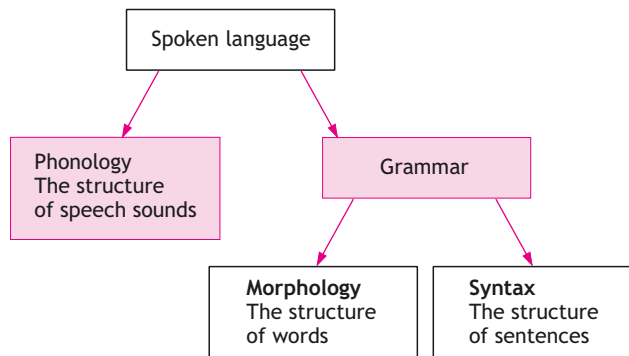 Spoken language
Phonology
The structure
of speech sounds
Grammar
Morphology
The structure
of words
Syntax
The structure
of sentences